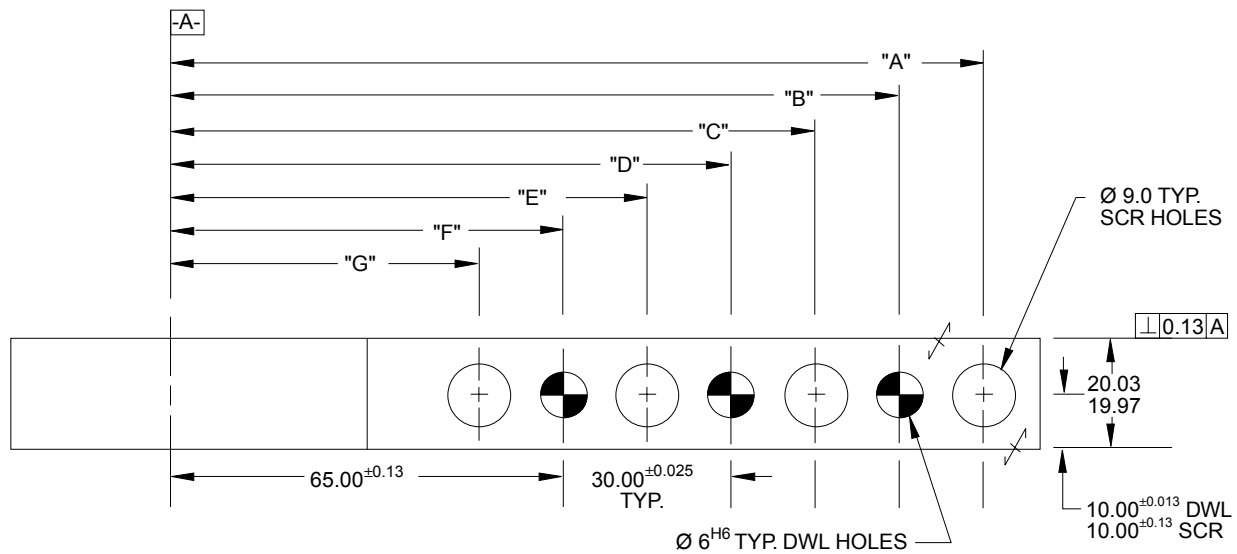 -A-
"A"
"B"
"C"
"D"
"E"
"F"
"G"
Ø 9.0 TYP.
SCR HOLES
⊥ 0.13 A
20.03
19.97
65.00±0.13
30.00±0.025
TYP.
10.00±0.013 DWL
10.00±0.13 SCR
Ø 6H6 TYP. DWL HOLES